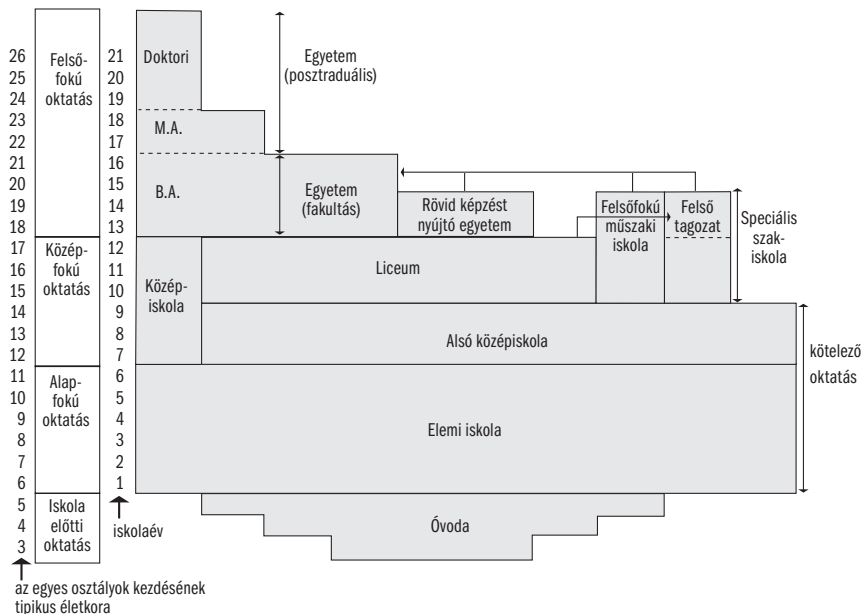 26
25
24
23
22
21
20
19
18
17
16
15
14
13
12
11
10
9
8
7
6
5
4
3
Felső-
fokú
oktatás
Közép-
fokú
oktatás
Alap-
fokú
oktatás
Iskola
előtti
oktatás
az egyes osztályok kezdésének
tipikus életkora
21
20
19
18
17
16
15
14
13
12
11
10
9
8
7
6
5
4
3
2
1
iskolaév
Doktori
M.A.
B.A.
Egyetem
(posztraduális)
Egyetem
(fakultás)
Rövid képzést
nyújtó egyetem
Felsőfokú
műszaki
iskola
Felső
tagozat
Speciális
szak-
iskola
Közép-
iskola
Líceum
Alsó középiskola
kötelező
oktatás
Elemi iskola
Óvoda